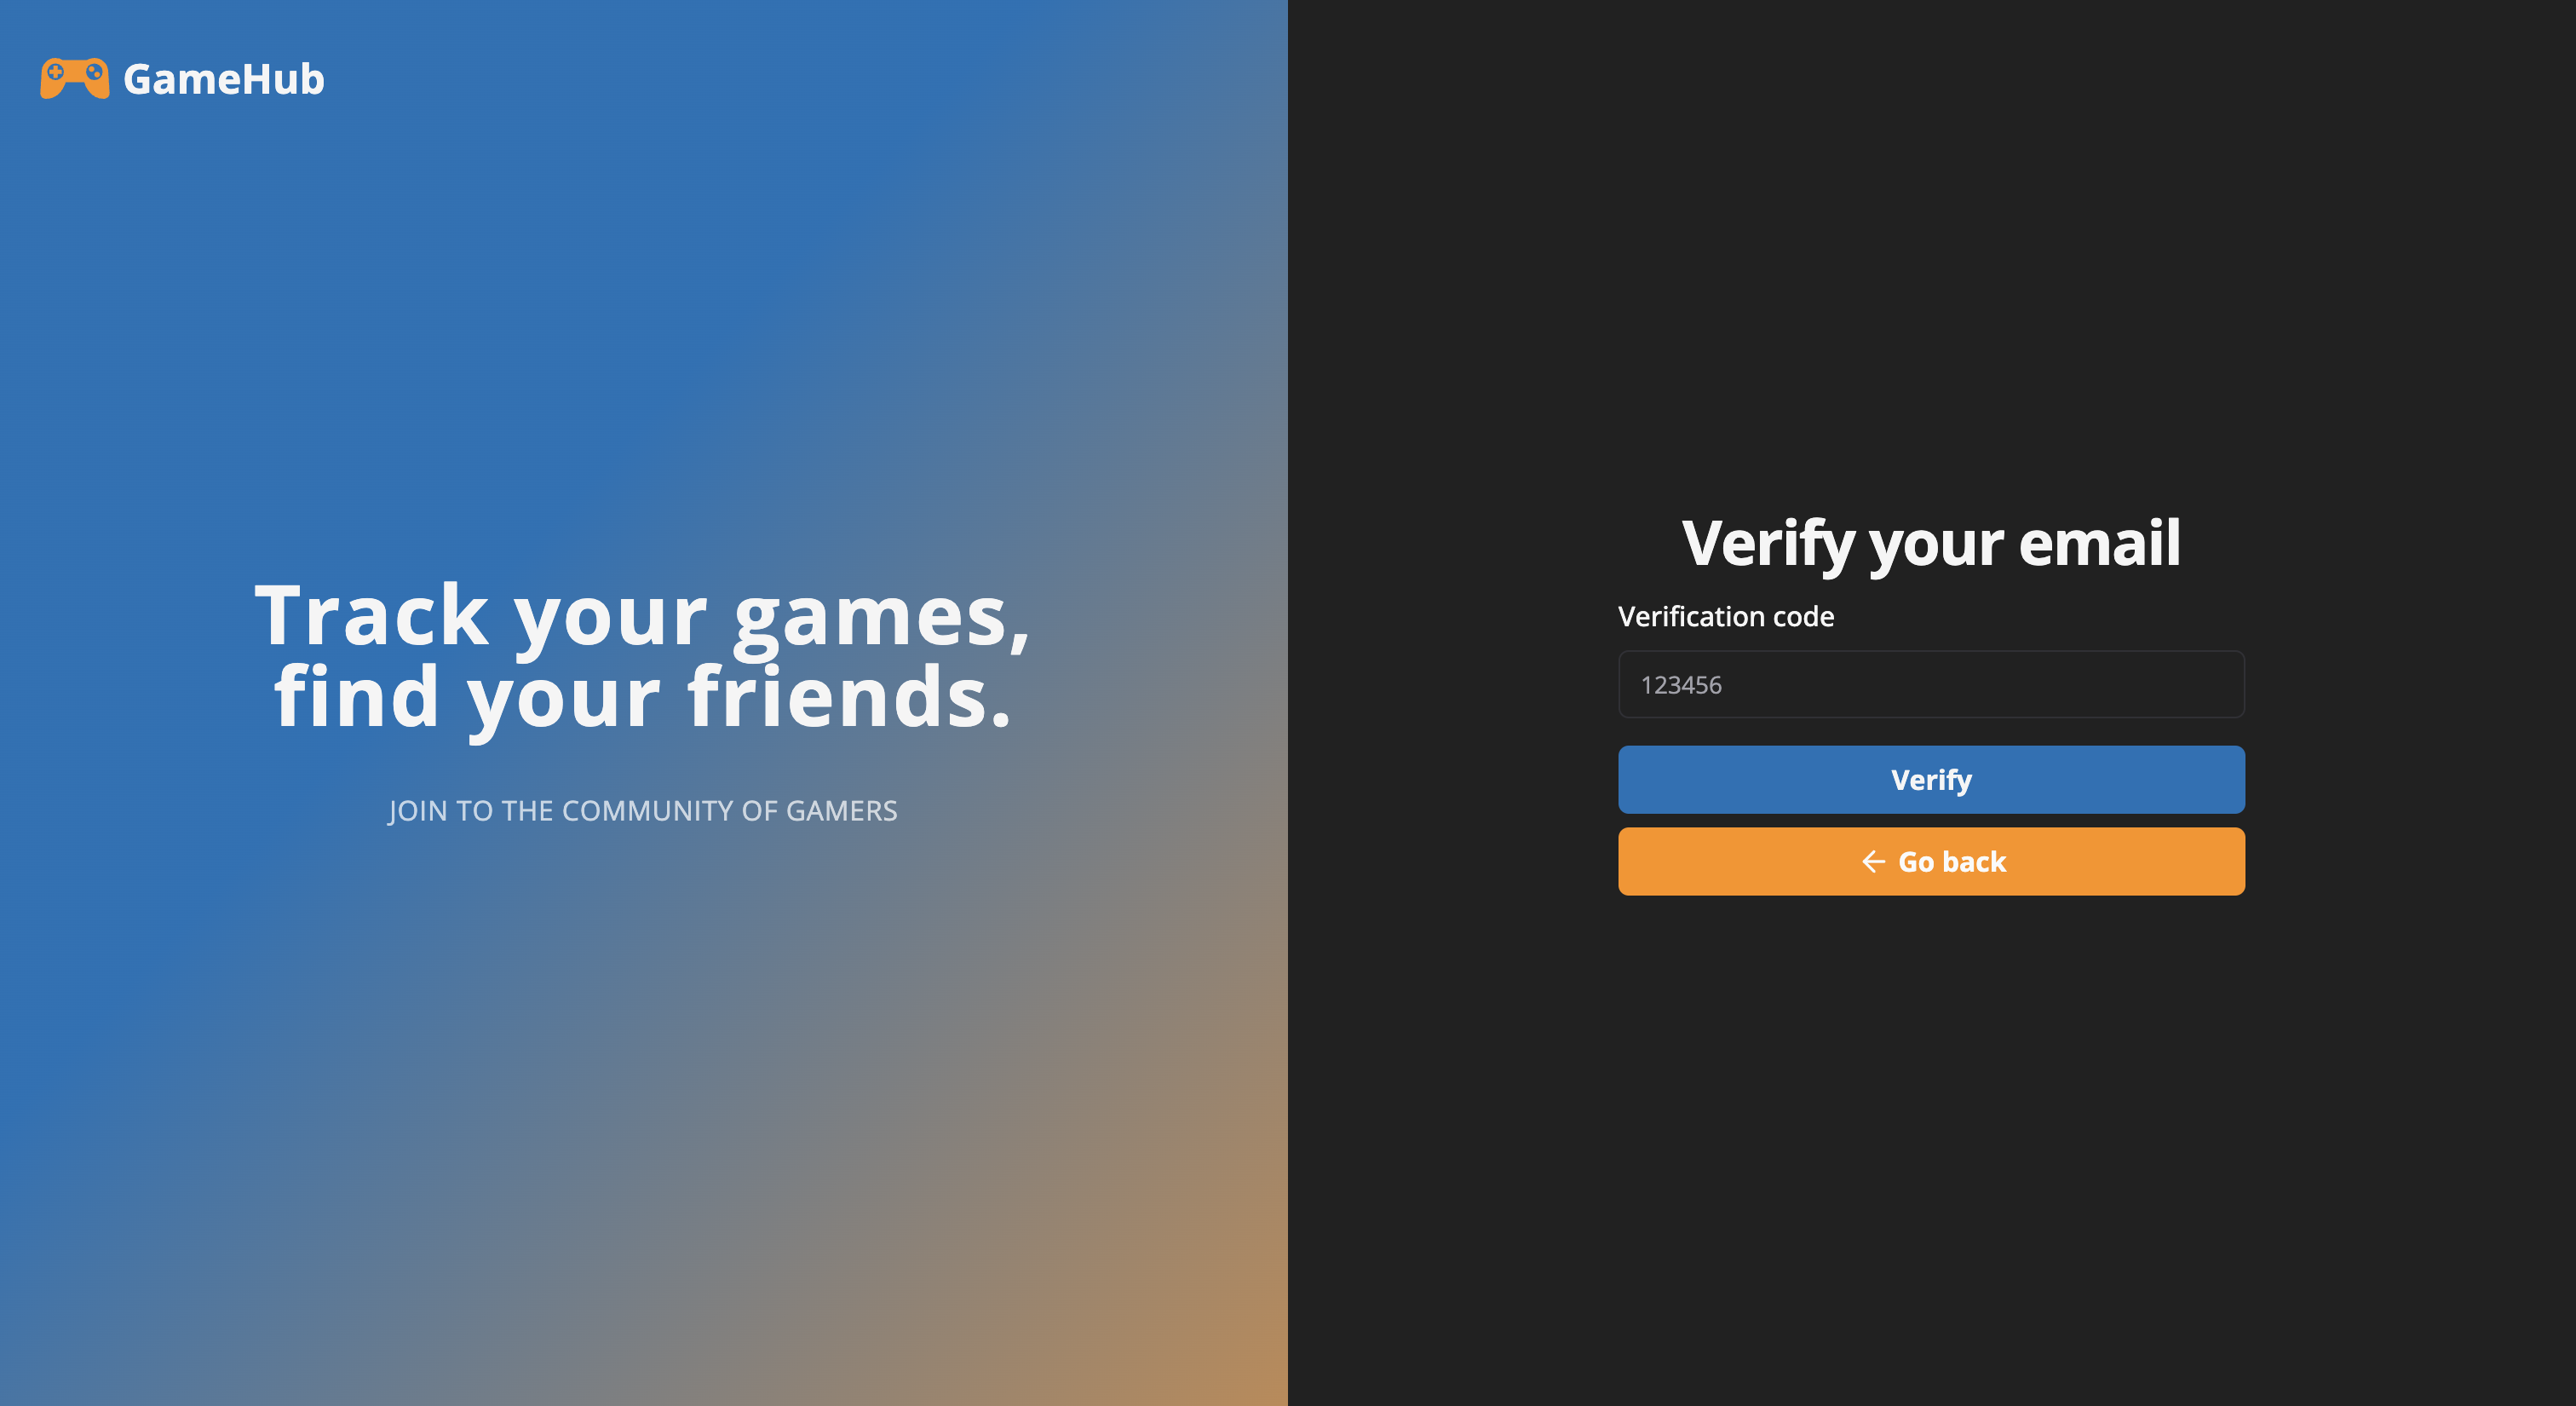 GameHub
Track your games,
find your friends.
JOIN TO THE COMMUNITY OF GAMERS
Verify your email
Verification code
123456
Verify
Go back